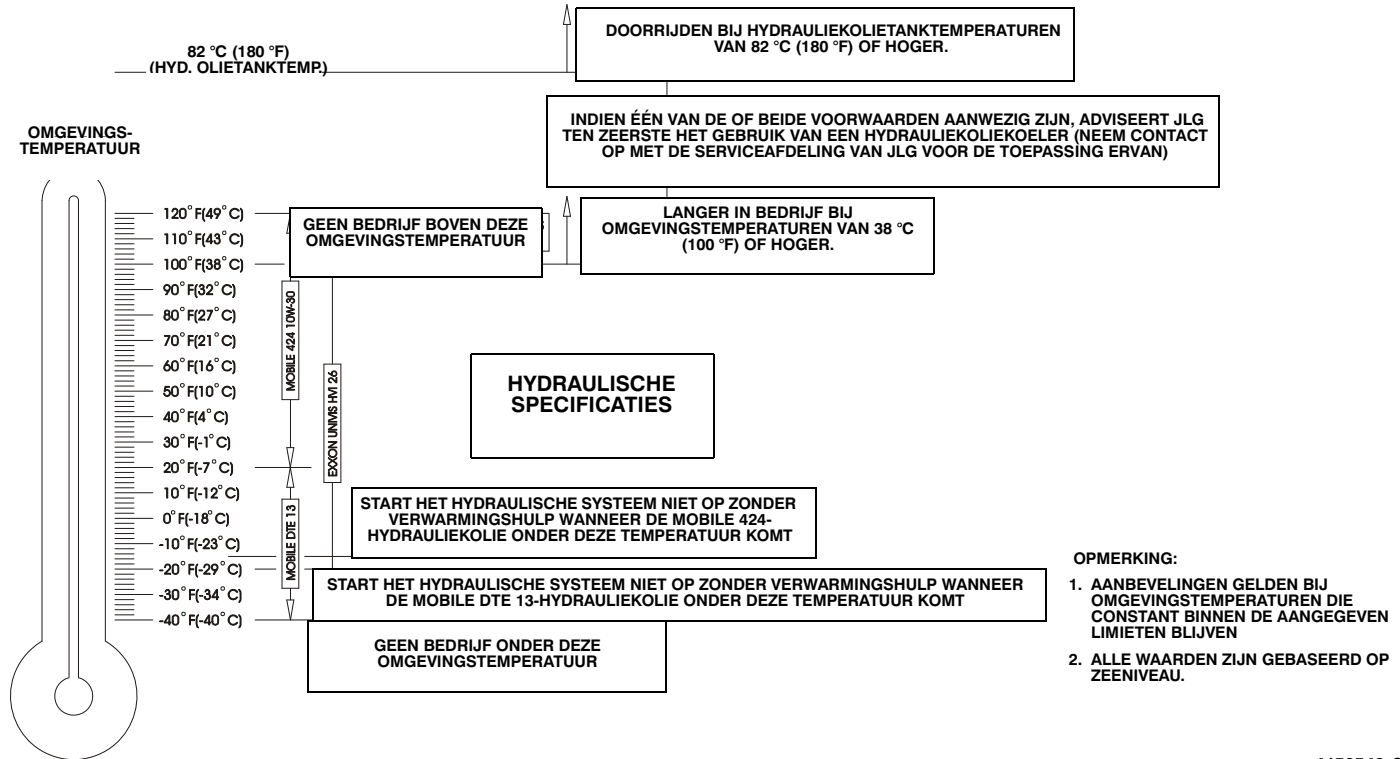 82 °C (180 °F)
(HYD. OLIETANKTEMP.)
DOORRIJDEN BIJ HYDRAULIEKOLIETANKTEMPERATUREN
VAN 82 °C (180 °F) OF HOGER.
INDIEN ÉÉN VAN DE OF BEIDE VOORWAARDEN AANWEZIG ZIJN, ADVISEERT JLG
TEN ZEERSTE HET GEBRUIK VAN EEN HYDRAULIEKOLIEKOELER (NEEM CONTACT
OP MET DE SERVICEAFDELING VAN JLG VOOR DE TOEPASSING ERVAN)
OMGEVINGS-
TEMPERATUUR
120°F(49°C)
110°F(43°C)
100°F(38°C)
90°F(32°C)
80°F(27°C)
70°F(21°C)
60°F(16°C)
50°F(10°C)
40°F(4°C)
30°F(-1°C)
20°F(-7°C)
10°F(-12°C)
0°F(-18°C)
-10°F(-23°C)
-20°F(-29°C)
-30°F(-34°C)
-40°F(-40°C)
GEEN BEDRIJF BOVEN DEZE
OMGEVINGSTEMPERATUUR
LANGER IN BEDRIJF BIJ
OMGEVINGSTEMPERATUREN VAN 38 °C
(100 °F) OF HOGER.
MOBILE 424 10W-30
MOBILE DTE 13
EXXON UNIVIS HVI 26
HYDRAULISCHE
SPECIFICATIES
START HET HYDRAULISCHE SYSTEEM NIET OP ZONDER
VERWARMINGSHULP WANNEER DE MOBILE 424-
HYDRAULIEKOLIE ONDER DEZE TEMPERATUUR KOMT
START HET HYDRAULISCHE SYSTEEM NIET OP ZONDER VERWARMINGSHULP WANNEER
DE MOBILE DTE 13-HYDRAULIEKOLIE ONDER DEZE TEMPERATUUR KOMT
GEEN BEDRIJF ONDER DEZE
OMGEVINGSTEMPERATUUR
OPMERKING:
1. AANBEVELINGEN GELDEN BIJ
OMGEVINGSTEMPERATUREN DIE
CONSTANT BINNEN DE AANGEGEVEN
LIMIETEN BLIJVEN
2. ALLE WAARDEN ZIJN GEBASEERD OP
ZEENIVEAU.